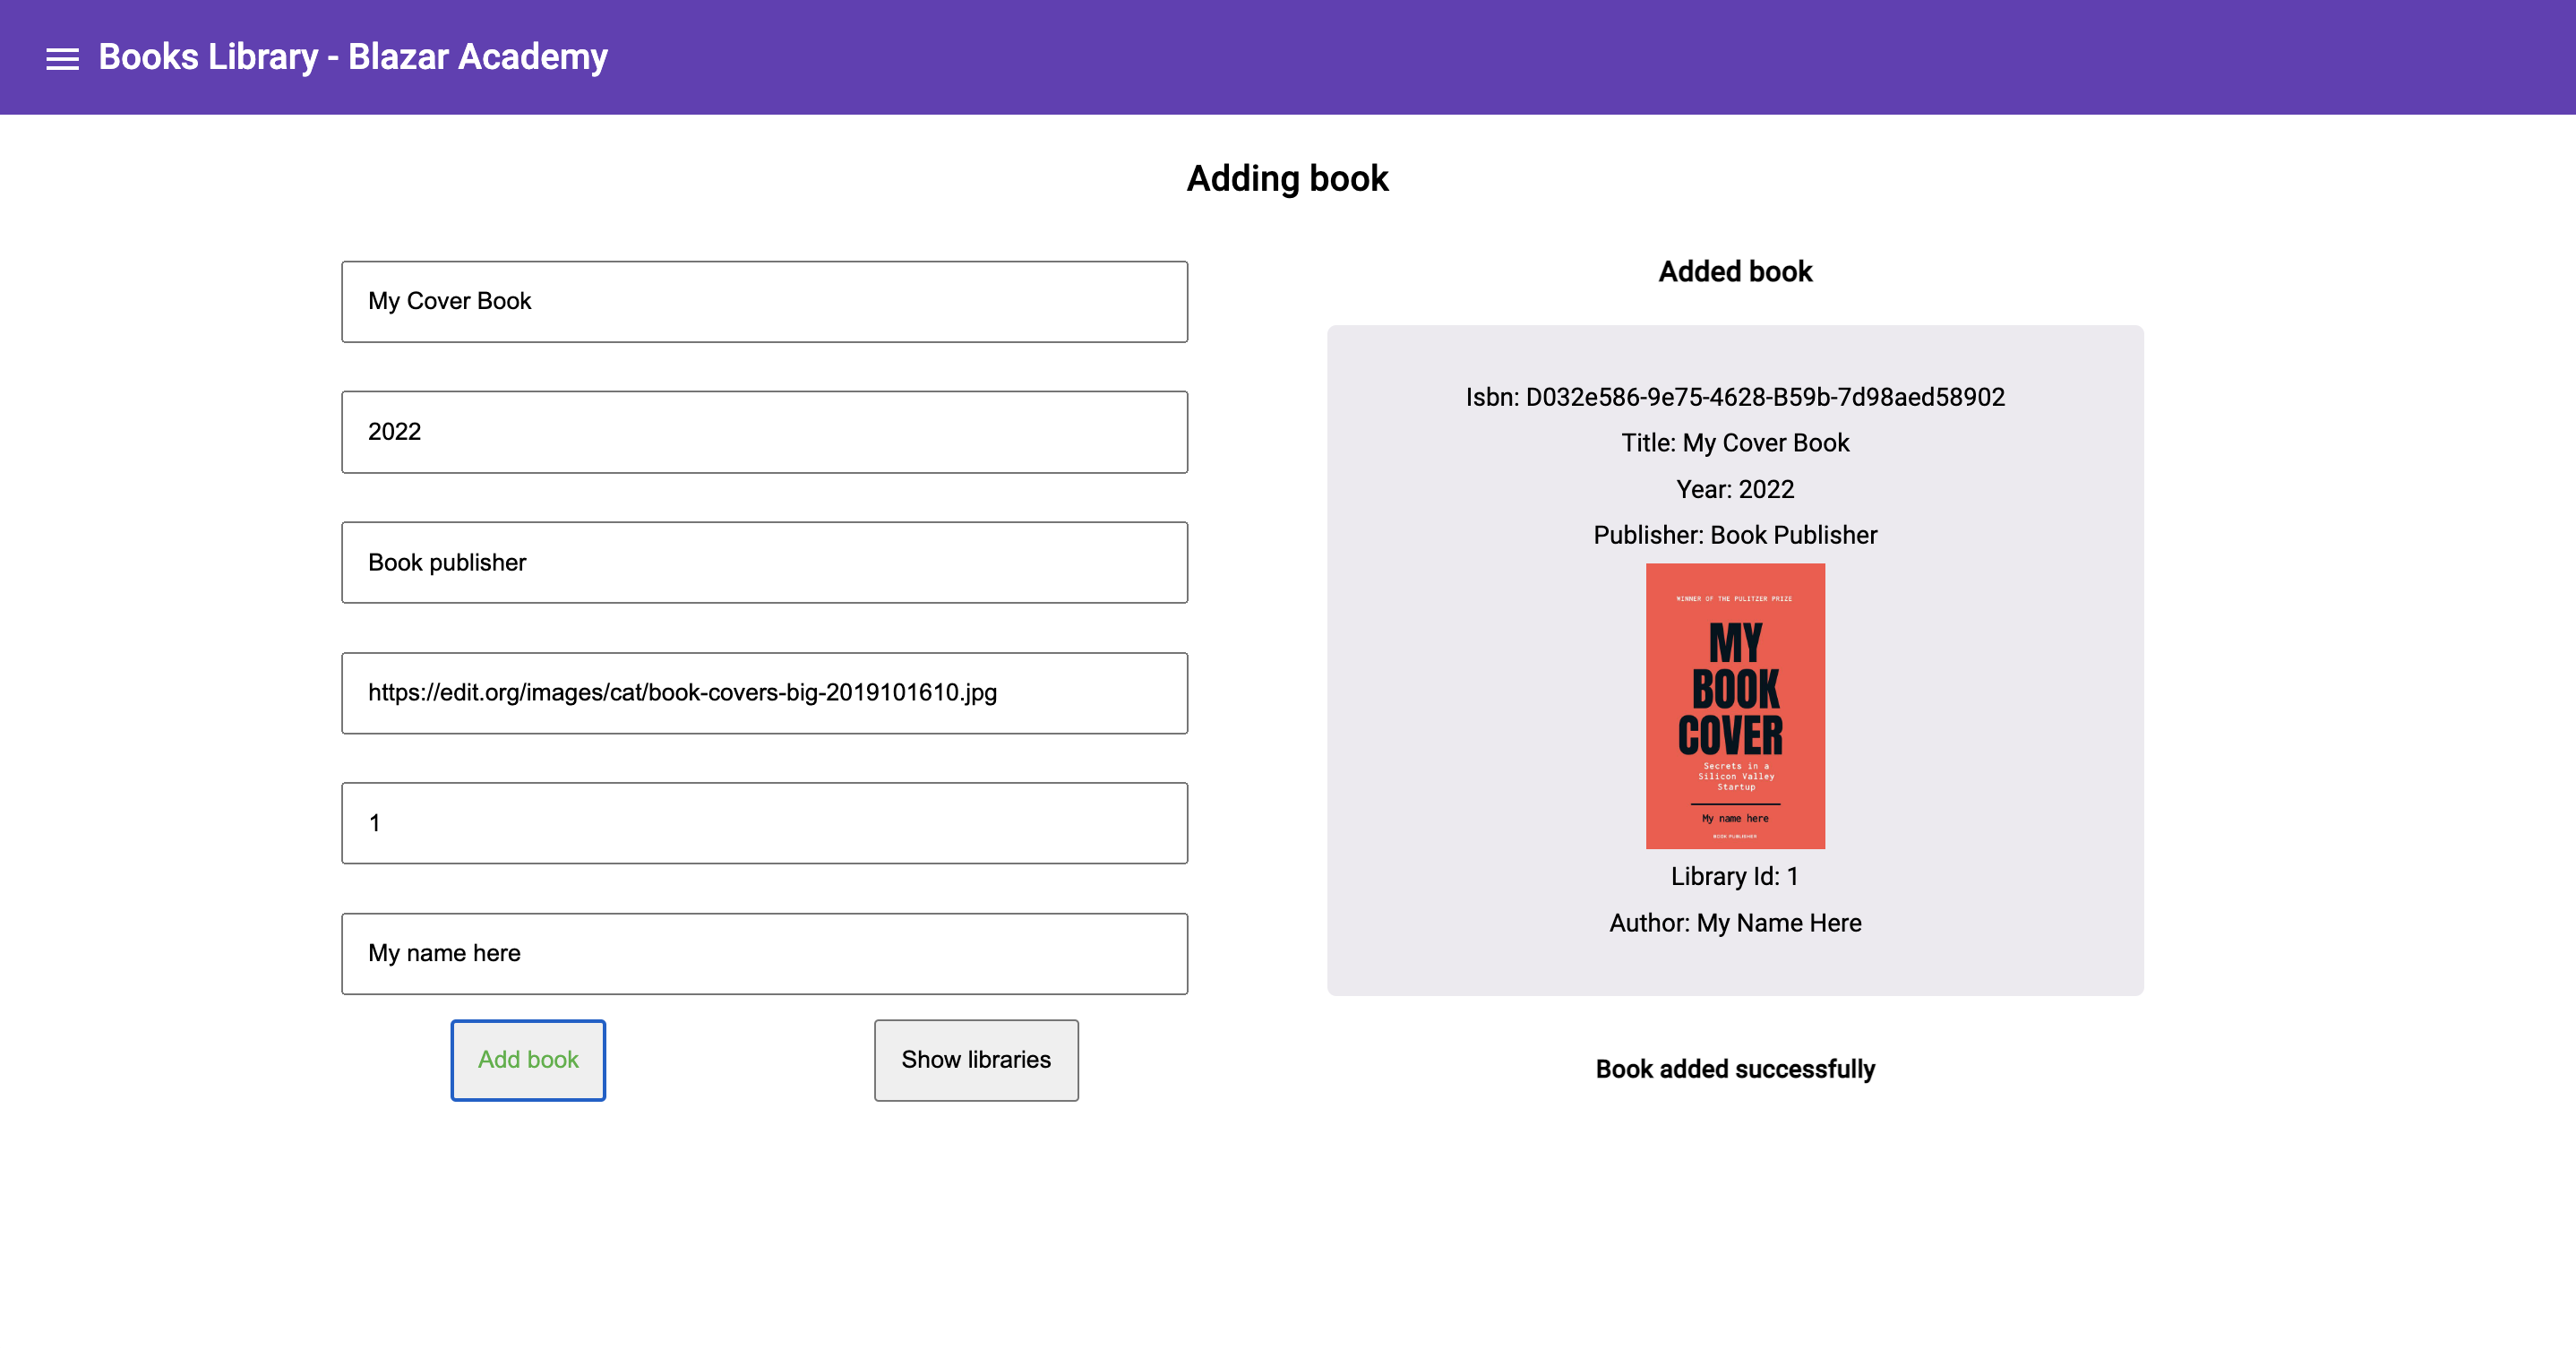 Books Library - Blazar Academy
Adding book
My Cover Book
2022
Book publisher
https://edit.org/images/cat/book-covers-big-2019101610.jpg
1
My name here
Add book
Show libraries
Added book
Isbn: D032e586-9e75-4628-B59b-7d98aed58902
Title: My Cover Book
Year: 2022
Publisher: Book Publisher
WINNER OF THE PULITZER PRIZE
MY
BOOK
COVER
Secrets in a
Silicon Valley
Startup
My name here
BOOK PUBLISHER
Library Id: 1
Author: My Name Here
Book added successfully